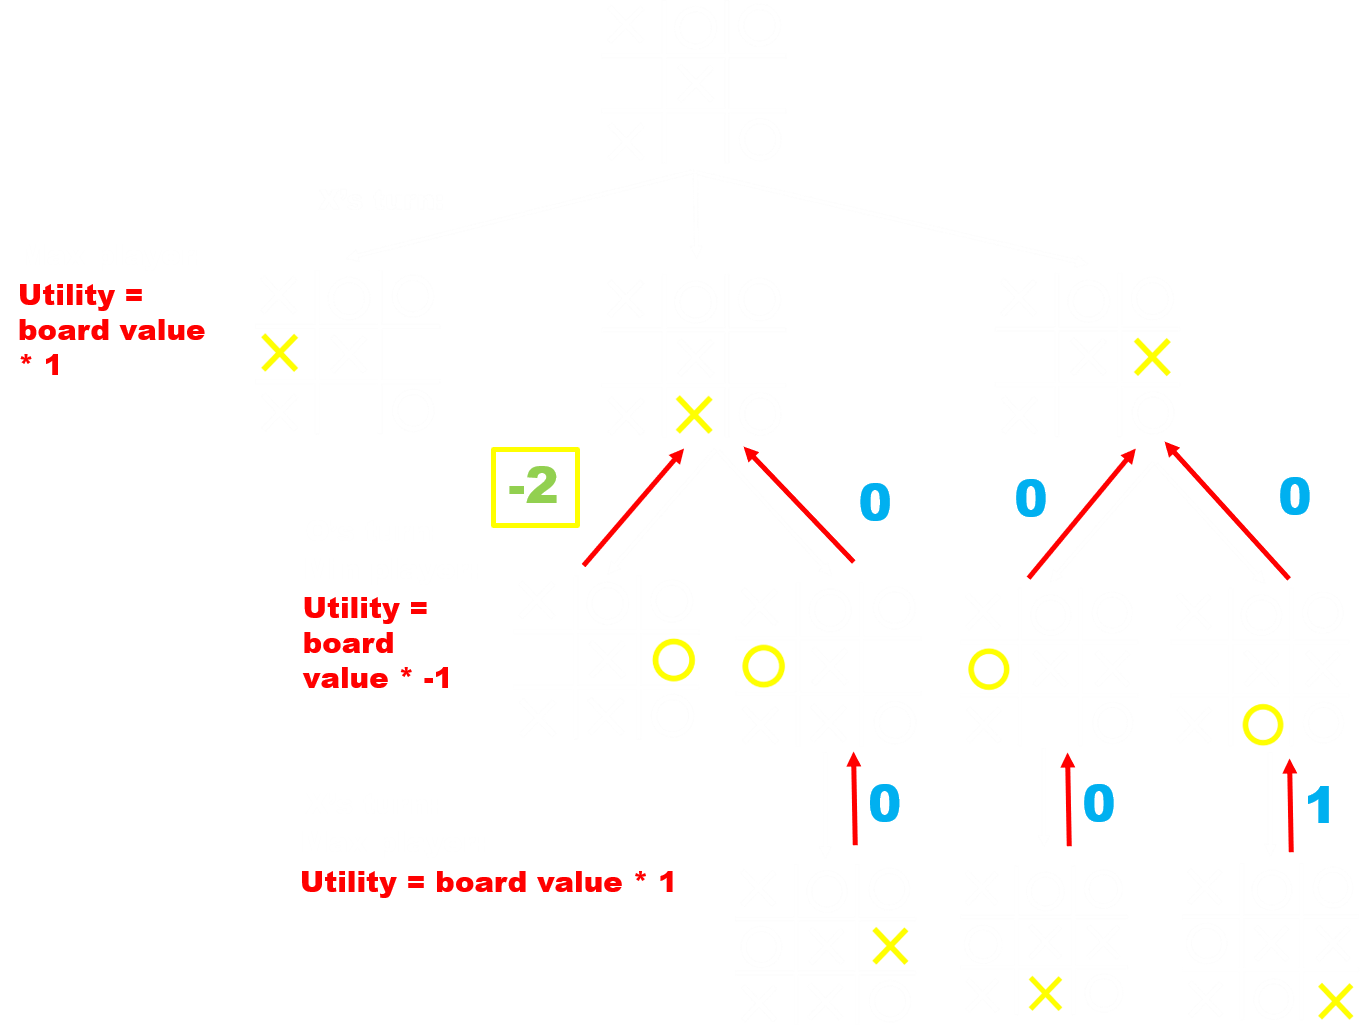 Utility =
board value
* 1
-2
0
0
0
Utility =
board
value * -1
0
0
1
Utility = board value * 1